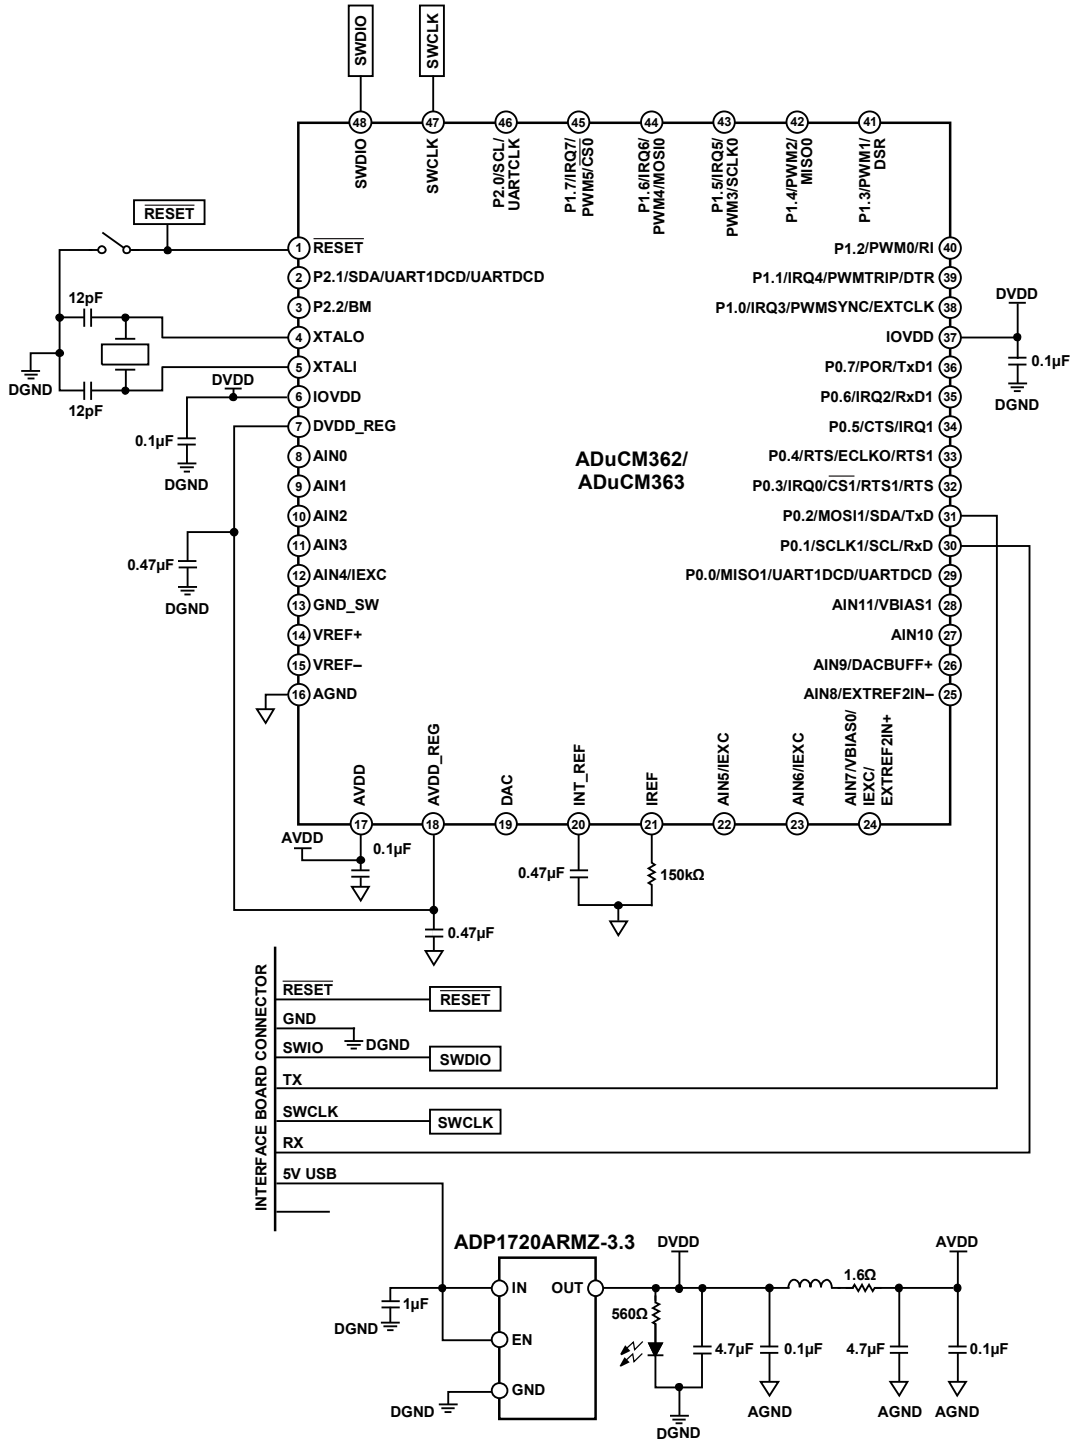 SWDIO
SWCLK
48
47
46
45
44
43
42
41
SWDIO
SWCLK
P2.0/SCL/
UARTCLK
P1.7/IRQ7/
PWM5/CS0
P1.6/IRQ6/
PWM4/MOSI0
P1.5/IRQ5/
PWM3/SCLK0
P1.4/PWM2/
MISO0
P1.3/PWM1/
DSR
RESET
1 RESET
2 P2.1/SDA/UART1DCD/UARTDCD
3 P2.2/BM
4 XTALO
5 XTALI
6 IOVDD
7 DVDD_REG
8 AIN0
9 AIN1
10 AIN2
11 AIN3
12 AIN4/IEXC
13 GND_SW
14 VREF+
15 VREF–
16 AGND
12pF
12pF
DGND
DVDD
0.1µF
DGND
0.47µF
DGND
ADuCM362/
ADuCM363
P1.2/PWM0/RI 40
P1.1/IRQ4/PWMTRIP/DTR 39
P1.0/IRQ3/PWMSYNC/EXTCLK 38
IOVDD 37
P0.7/POR/TxD1 36
P0.6/IRQ2/RxD1 35
P0.5/CTS/IRQ1 34
P0.4/RTS/ECLKO/RTS1 33
P0.3/IRQ0/CS1/RTS1/RTS 32
P0.2/MOSI1/SDA/TxD 31
P0.1/SCLK1/SCL/RxD 30
P0.0/MISO1/UART1DCD/UARTDCD 29
AIN11/VBIAS1 28
AIN10 27
AIN9/DACBUFF+ 26
AIN8/EXTREF2IN– 25
DVDD
0.1µF
DGND
AVDD
AVDD_REG
DAC
INT_REF
IREF
AIN5/IEXC
AIN6/IEXC
AIN7/VBIAS0/
IEXC/
EXTREF2IN+
17
18
19
20
21
22
23
24
AVDD
0.1µF
0.47µF
0.47µF
150kΩ
INTERFACE BOARD CONNECTOR
RESET
RESET
GND
DGND
SWIO
SWDIO
TX
SWCLK
SWCLK
RX
5V USB
ADP1720ARMZ-3.3
IN
OUT
EN
GND
1µF
DGND
DGND
DVDD
560Ω
4.7µF
0.1µF
1.6Ω
4.7µF
AVDD
0.1µF
DGND
AGND
AGND
AGND